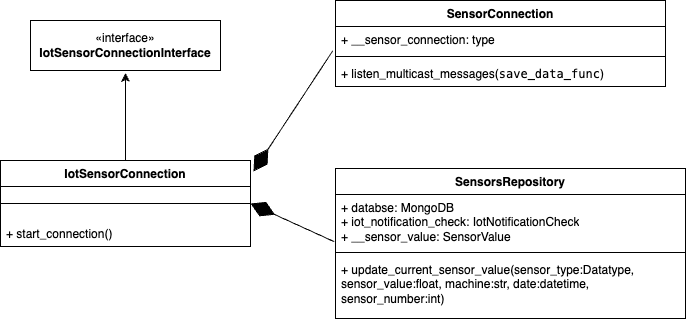 «interface»
IotSensorConnectionInterface
SensorConnection
+ __sensor_connection: type
+ listen_multicast_messages(save_data_func)
IotSensorConnection
+ start_connection()
SensorsRepository
+ databse: MongoDB
+ iot_notification_check: IotNotificationCheck
+ __sensor_value: SensorValue
+ update_current_sensor_value(sensor_type:Datatype,
sensor_value:float, machine:str, date:datetime,
sensor_number:int)